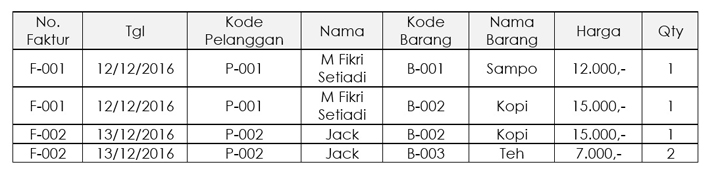 No. Faktur Tgl Kode Pelanggan Nama Kode Barang Nama Barang Harga Qty
F-001 12/12/2016 P-001 M Fikri Setiadi B-001 Sampo 12.000,- 1
F-001 12/12/2016 P-001 M Fikri Setiadi B-002 Kopi 15.000,- 1
F-002 13/12/2016 P-002 Jack B-002 Kopi 15.000,- 1
F-002 13/12/2016 P-002 Jack B-003 Teh 7.000,- 2